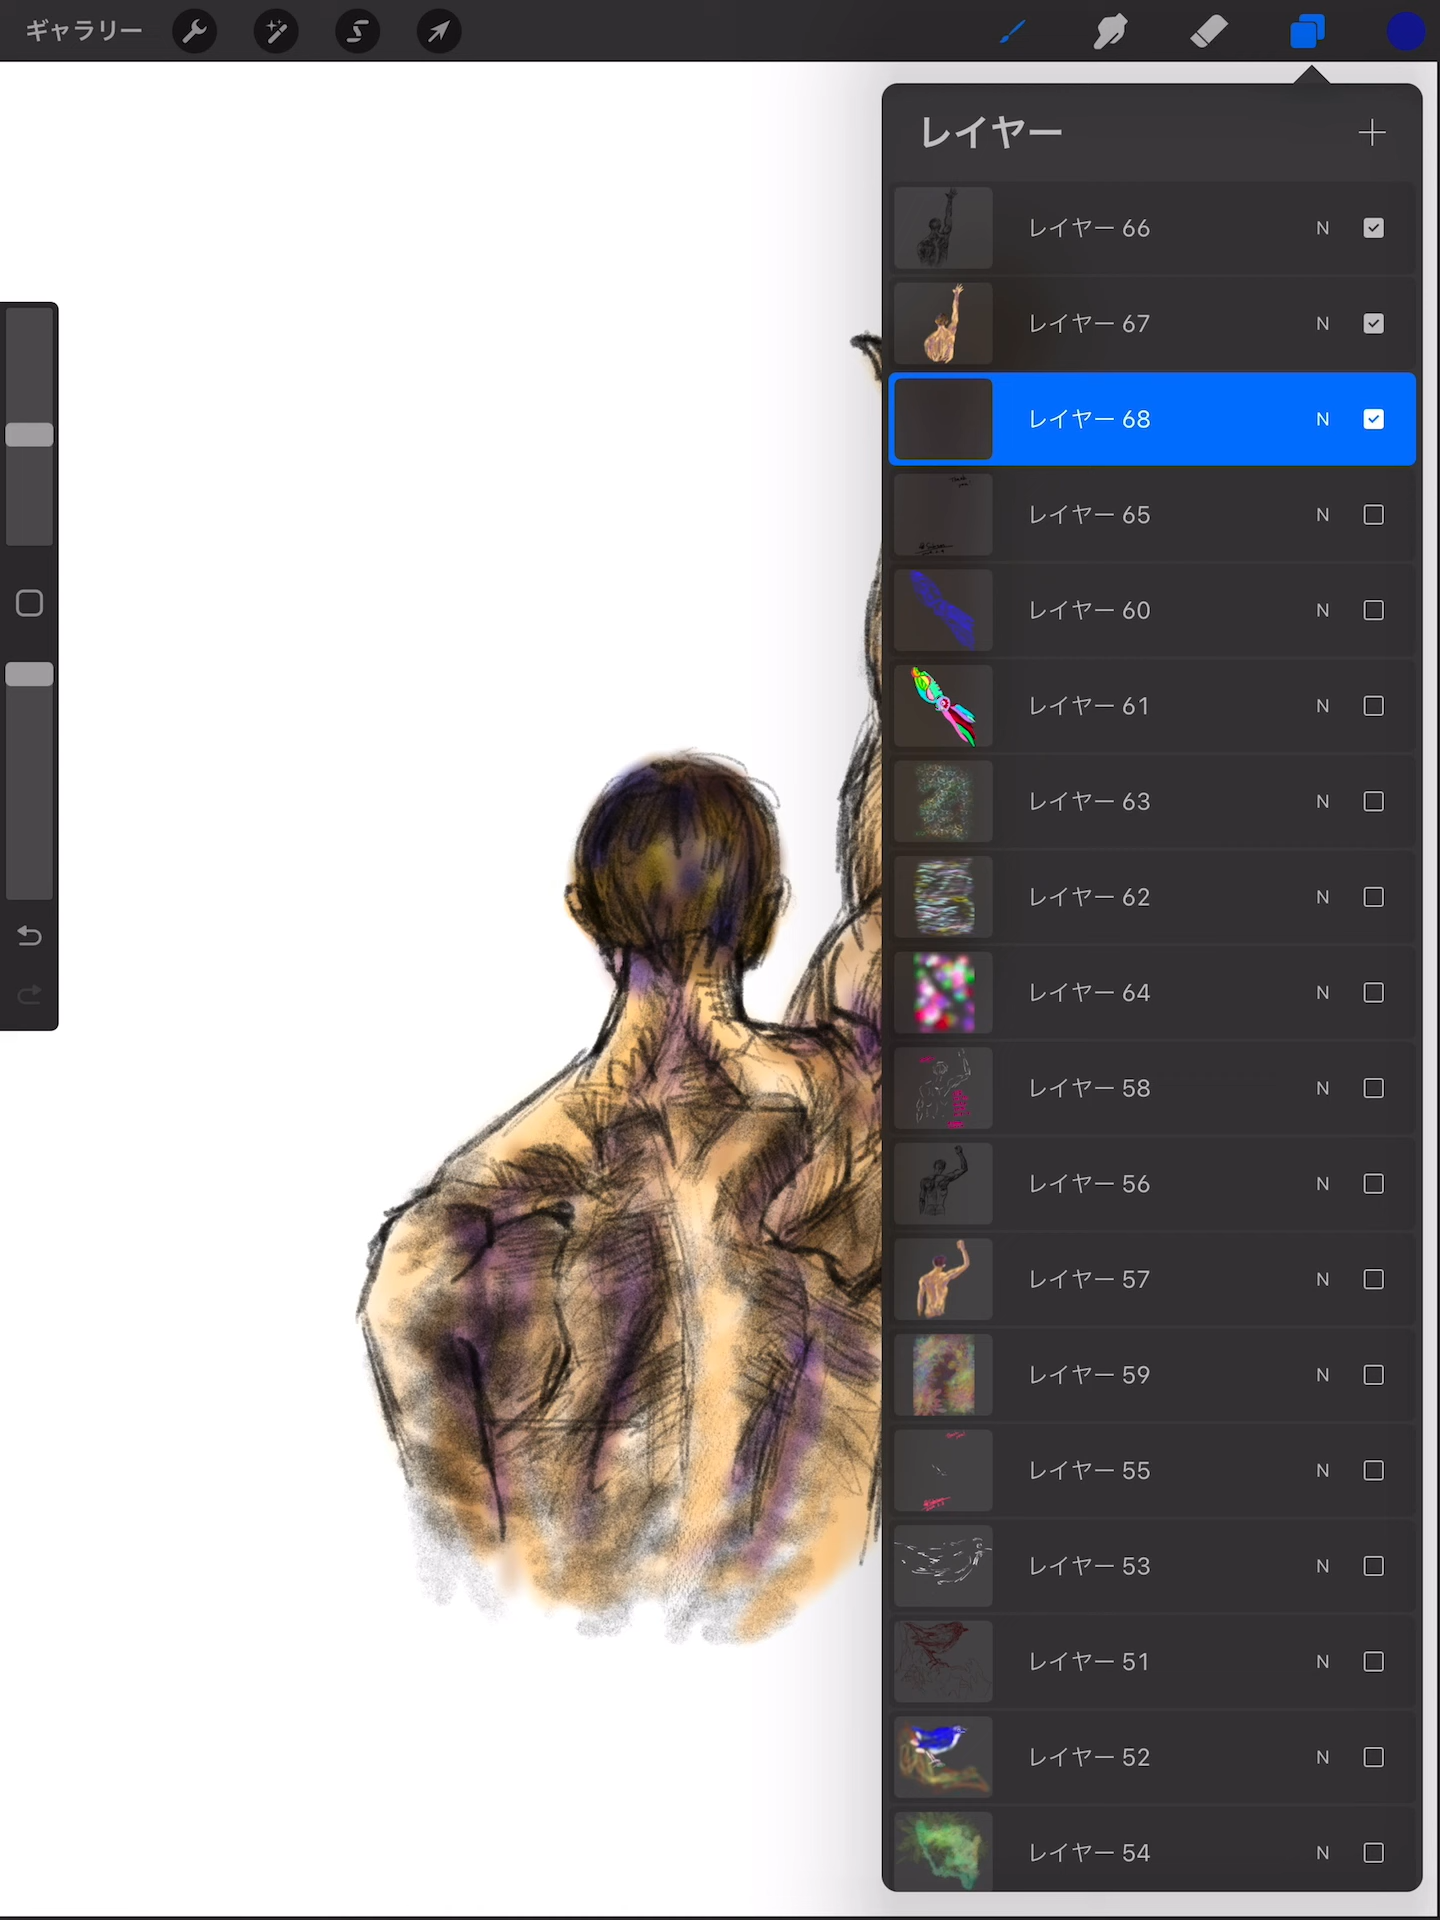 ギャラリー
レイヤー
レイヤー 66 N
レイヤー 67 N
レイヤー 68 N
レイヤー 65 N
レイヤー 60 N
レイヤー 61 N
レイヤー 63 N
レイヤー 62 N
レイヤー 64 N
レイヤー 58 N
レイヤー 56 N
レイヤー 57 N
レイヤー 59 N
レイヤー 55 N
レイヤー 53 N
レイヤー 51 N
レイヤー 52 N
レイヤー 54 N